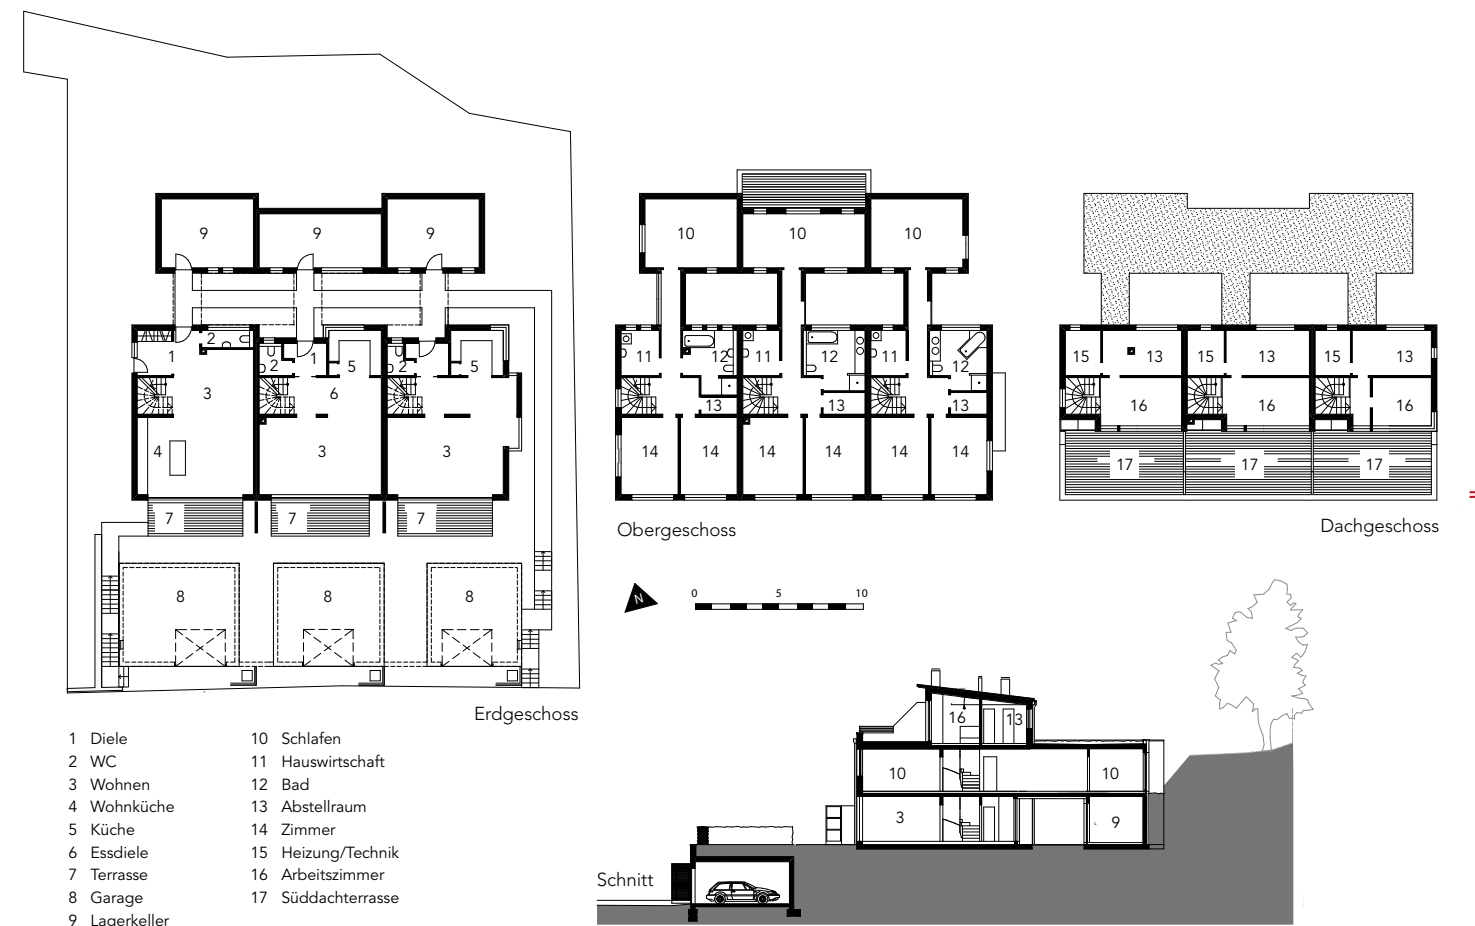 9 9 9
2
1 2 1 5 2 5
3 6
4 3 3
7 7 7
8 8 8
Erdgeschoss
10 10 10
11 12 11 12 11 12
13 13 13
14 14 14 14 14 14
Obergeschoss
15 13 15 13 15 13
16 16 16
17 17 17
Dachgeschoss
N
0 5 10
1 Diele
2 WC
3 Wohnen
4 Wohnküche
5 Küche
6 Essdiele
7 Terrasse
8 Garage
9 Lagerkeller
10 Schlafen
11 Hauswirtschaft
12 Bad
13 Abstellraum
14 Zimmer
15 Heizung/Technik
16 Arbeitszimmer
17 Süddachterrasse
16 13
10 10
3 9
Schnitt